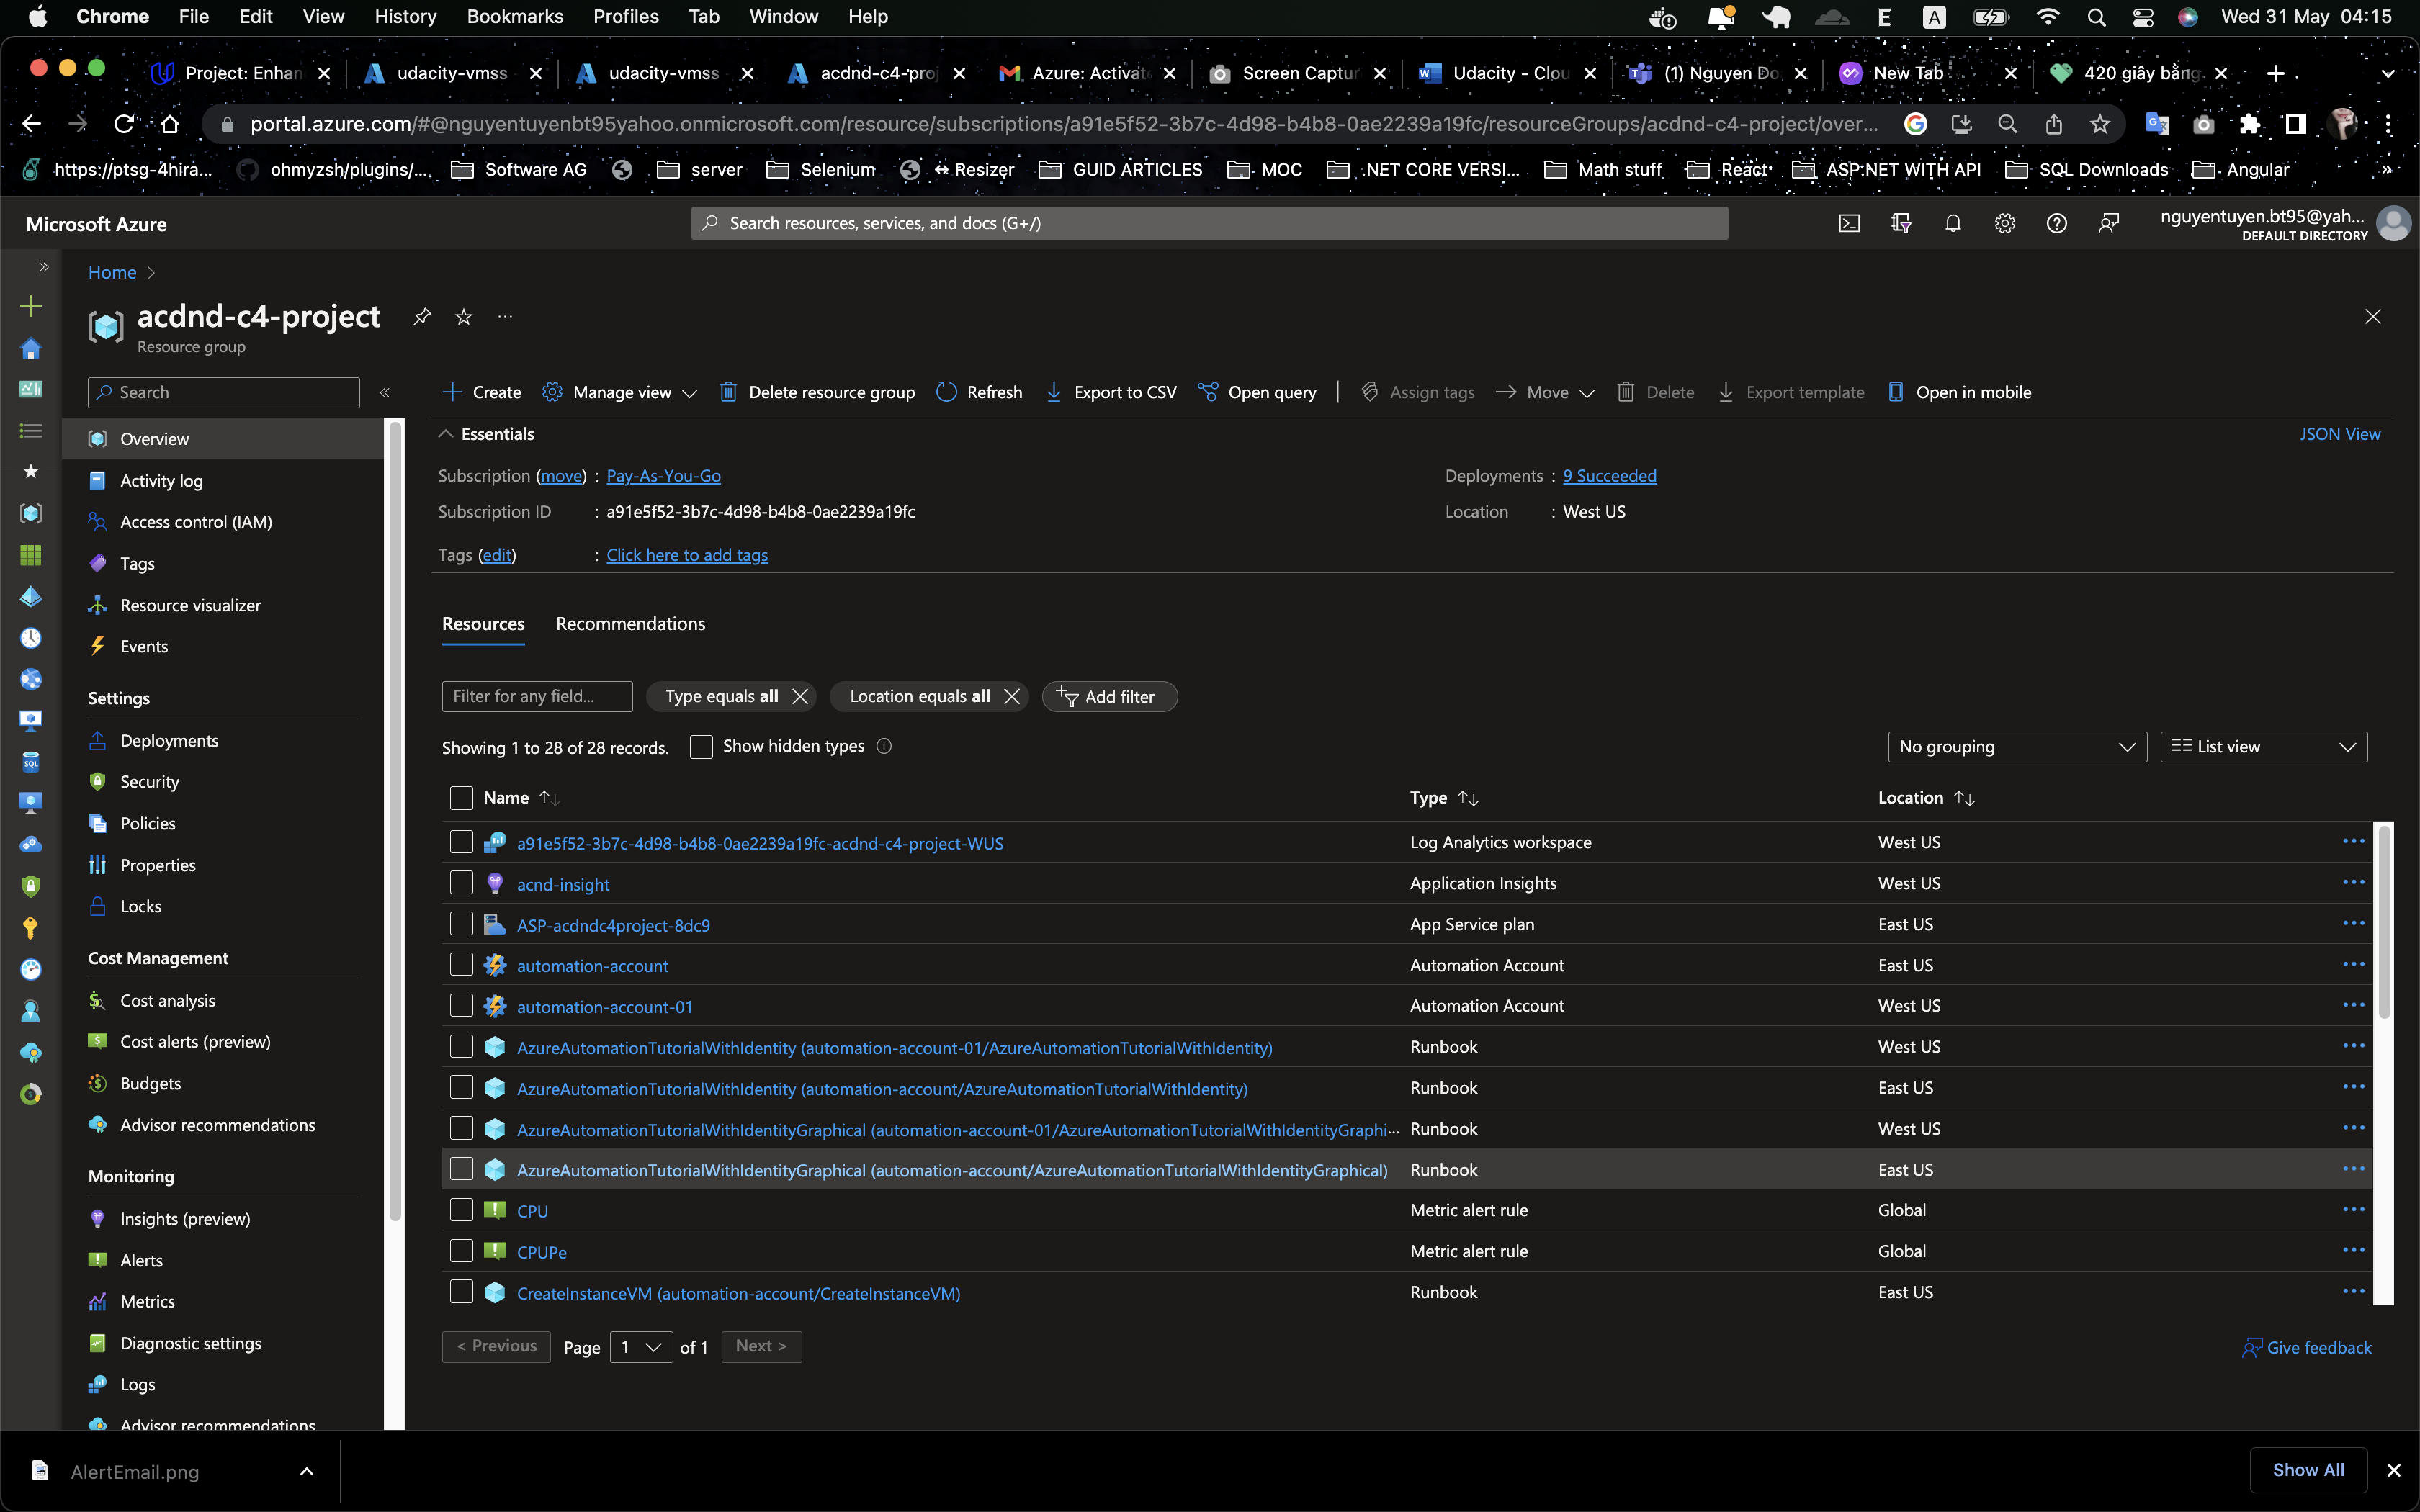 Chrome File Edit View History Bookmarks Profiles Tab Window Help E A Wed 31 May 04:15
Project: Enhan udacity-vmss udacity-vmss acdnd-c4-proj Azure: Activate Screen Captur Udacity - Clou (1) Nguyen Do New Tab 420 giây bằng
portal.azure.com/#@nguyentuyenbt95yahoo.onmicrosoft.com/resource/subscriptions/a91e5f52-3b7c-4d98-b4b8-0ae2239a19fc/resourceGroups/acdnd-c4-project/over...
https://ptsg-4hira... ohmyzsh/plugins/... Software AG server Selenium ↔ Resizer GUID ARTICLES MOC .NET CORE VERSI... Math stuff React ASP.NET WITH API SQL Downloads Angular »
Microsoft Azure
Search resources, services, and docs (G+/)
nguyentuyen.bt95@yah...
DEFAULT DIRECTORY
Home
acdnd-c4-project
Resource group
Search
Create Manage view Delete resource group Refresh Export to CSV Open query Assign tags Move Delete Export template Open in mobile
Overview
Activity log
Access control (IAM)
Tags
Resource visualizer
Events
Settings
Deployments
Security
Policies
Properties
Locks
Cost Management
Cost analysis
Cost alerts (preview)
Budgets
Advisor recommendations
Monitoring
Insights (preview)
Alerts
Metrics
Diagnostic settings
Logs
Advisor recommendations
Essentials
JSON View
Subscription (move) : Pay-As-You-Go
Deployments : 9 Succeeded
Subscription ID : a91e5f52-3b7c-4d98-b4b8-0ae2239a19fc
Location : West US
Tags (edit) : Click here to add tags
Resources Recommendations
Filter for any field... Type equals all Location equals all Add filter
Showing 1 to 28 of 28 records. Show hidden types
No grouping List view
Name Type Location
a91e5f52-3b7c-4d98-b4b8-0ae2239a19fc-acdnd-c4-project-WUS Log Analytics workspace West US
acnd-insight Application Insights West US
ASP-acdndc4project-8dc9 App Service plan East US
automation-account Automation Account East US
automation-account-01 Automation Account West US
AzureAutomationTutorialWithIdentity (automation-account-01/AzureAutomationTutorialWithIdentity) Runbook West US
AzureAutomationTutorialWithIdentity (automation-account/AzureAutomationTutorialWithIdentity) Runbook East US
AzureAutomationTutorialWithIdentityGraphical (automation-account-01/AzureAutomationTutorialWithIdentityGraphi... Runbook West US
AzureAutomationTutorialWithIdentityGraphical (automation-account/AzureAutomationTutorialWithIdentityGraphical) Runbook East US
CPU Metric alert rule Global
CPUPe Metric alert rule Global
CreateInstanceVM (automation-account/CreateInstanceVM) Runbook East US
< Previous Page 1 of 1 Next >
Give feedback
AlertEmail.png
Show All